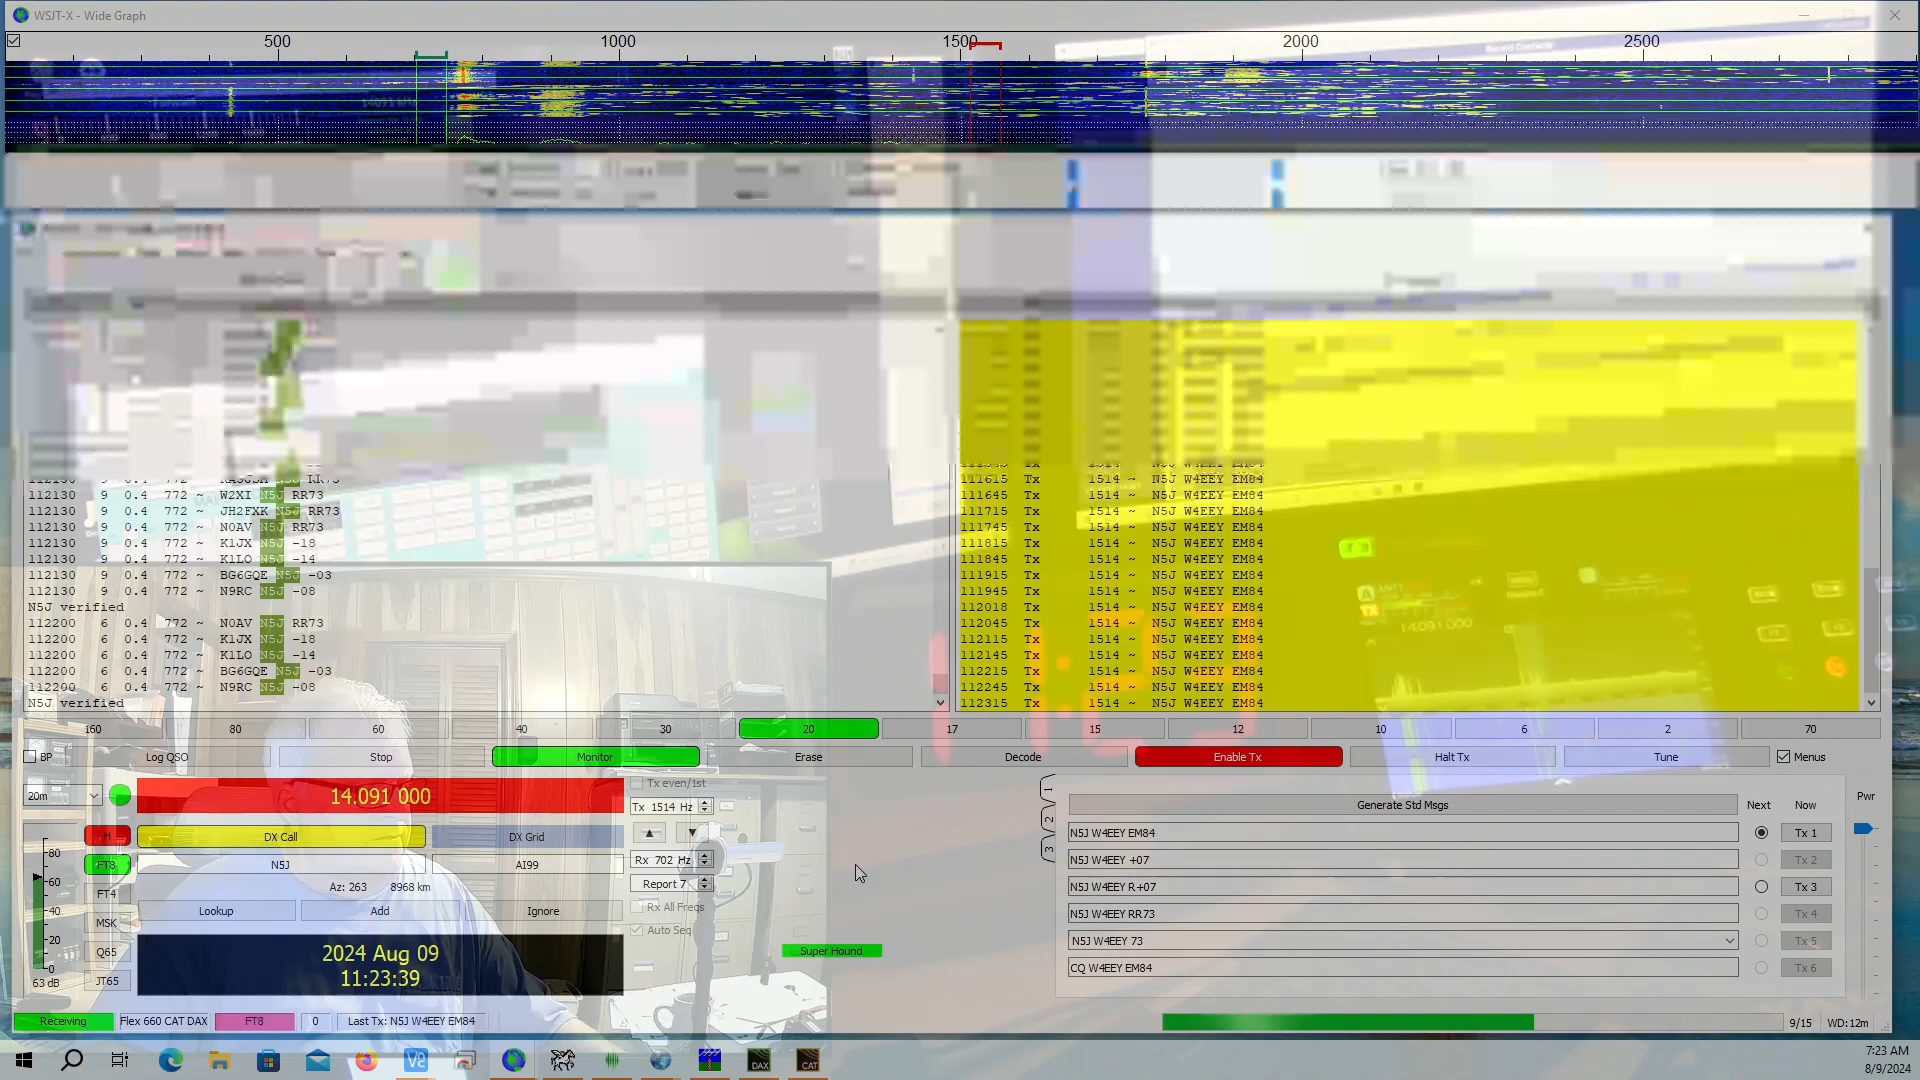 WSJT-X - Wide Graph
500 1000 1500 2000 2500
112130 9 0.4 772 ~ W2XI N5J RR73
112130 9 0.4 772 ~ JH2FXK N5J RR73
112130 9 0.4 772 ~ N0AV N5J RR73
112130 9 0.4 772 ~ K1JX N5J -18
112130 9 0.4 772 ~ K1LO N5J -14
112130 9 0.4 772 ~ BG6GQE N5J -03
112130 9 0.4 772 ~ N9RC N5J -08
N5J verified
112200 6 0.4 772 ~ N0AV N5J RR73
112200 6 0.4 772 ~ K1JX N5J -18
112200 6 0.4 772 ~ K1LO N5J -14
112200 6 0.4 772 ~ BG6GQE N5J -03
112200 6 0.4 772 ~ N9RC N5J -08
N5J verified
111615 Tx 1514 ~ N5J W4EEY EM84
111645 Tx 1514 ~ N5J W4EEY EM84
111715 Tx 1514 ~ N5J W4EEY EM84
111745 Tx 1514 ~ N5J W4EEY EM84
111815 Tx 1514 ~ N5J W4EEY EM84
111845 Tx 1514 ~ N5J W4EEY EM84
111915 Tx 1514 ~ N5J W4EEY EM84
111945 Tx 1514 ~ N5J W4EEY EM84
112018 Tx 1514 ~ N5J W4EEY EM84
112045 Tx 1514 ~ N5J W4EEY EM84
112115 Tx 1514 ~ N5J W4EEY EM84
112145 Tx 1514 ~ N5J W4EEY EM84
112215 Tx 1514 ~ N5J W4EEY EM84
112245 Tx 1514 ~ N5J W4EEY EM84
112315 Tx 1514 ~ N5J W4EEY EM84
160 80 60 40 30 20 17 15 12 10 6 2 70
BP Log QSO Stop Monitor Erase Decode Enable Tx Halt Tx Tune Menus
20m 14.091 000
Tx even/1st
Tx 1514 Hz
H DX Call DX Grid
FT8 N5J AI99
Rx 702 Hz
Az: 263 8968 km
Report 7
FT4
Lookup Add Ignore
Rx All Freqs
MSK
Auto Seq
Q65
2024 Aug 09
11:23:39
Super Hound
JT65
80
60
40
20
0
63 dB
1
2
3
Generate Std Msgs Next Now Pwr
N5J W4EEY EM84 Tx 1
N5J W4EEY +07 Tx 2
N5J W4EEY R+07 Tx 3
N5J W4EEY RR73 Tx 4
N5J W4EEY 73 Tx 5
CQ W4EEY EM84 Tx 6
Receiving Flex 660 CAT DAX FT8 0 Last Tx: N5J W4EEY EM84 9/15 WD:12m
DAX CAT
7:23 AM
8/9/2024